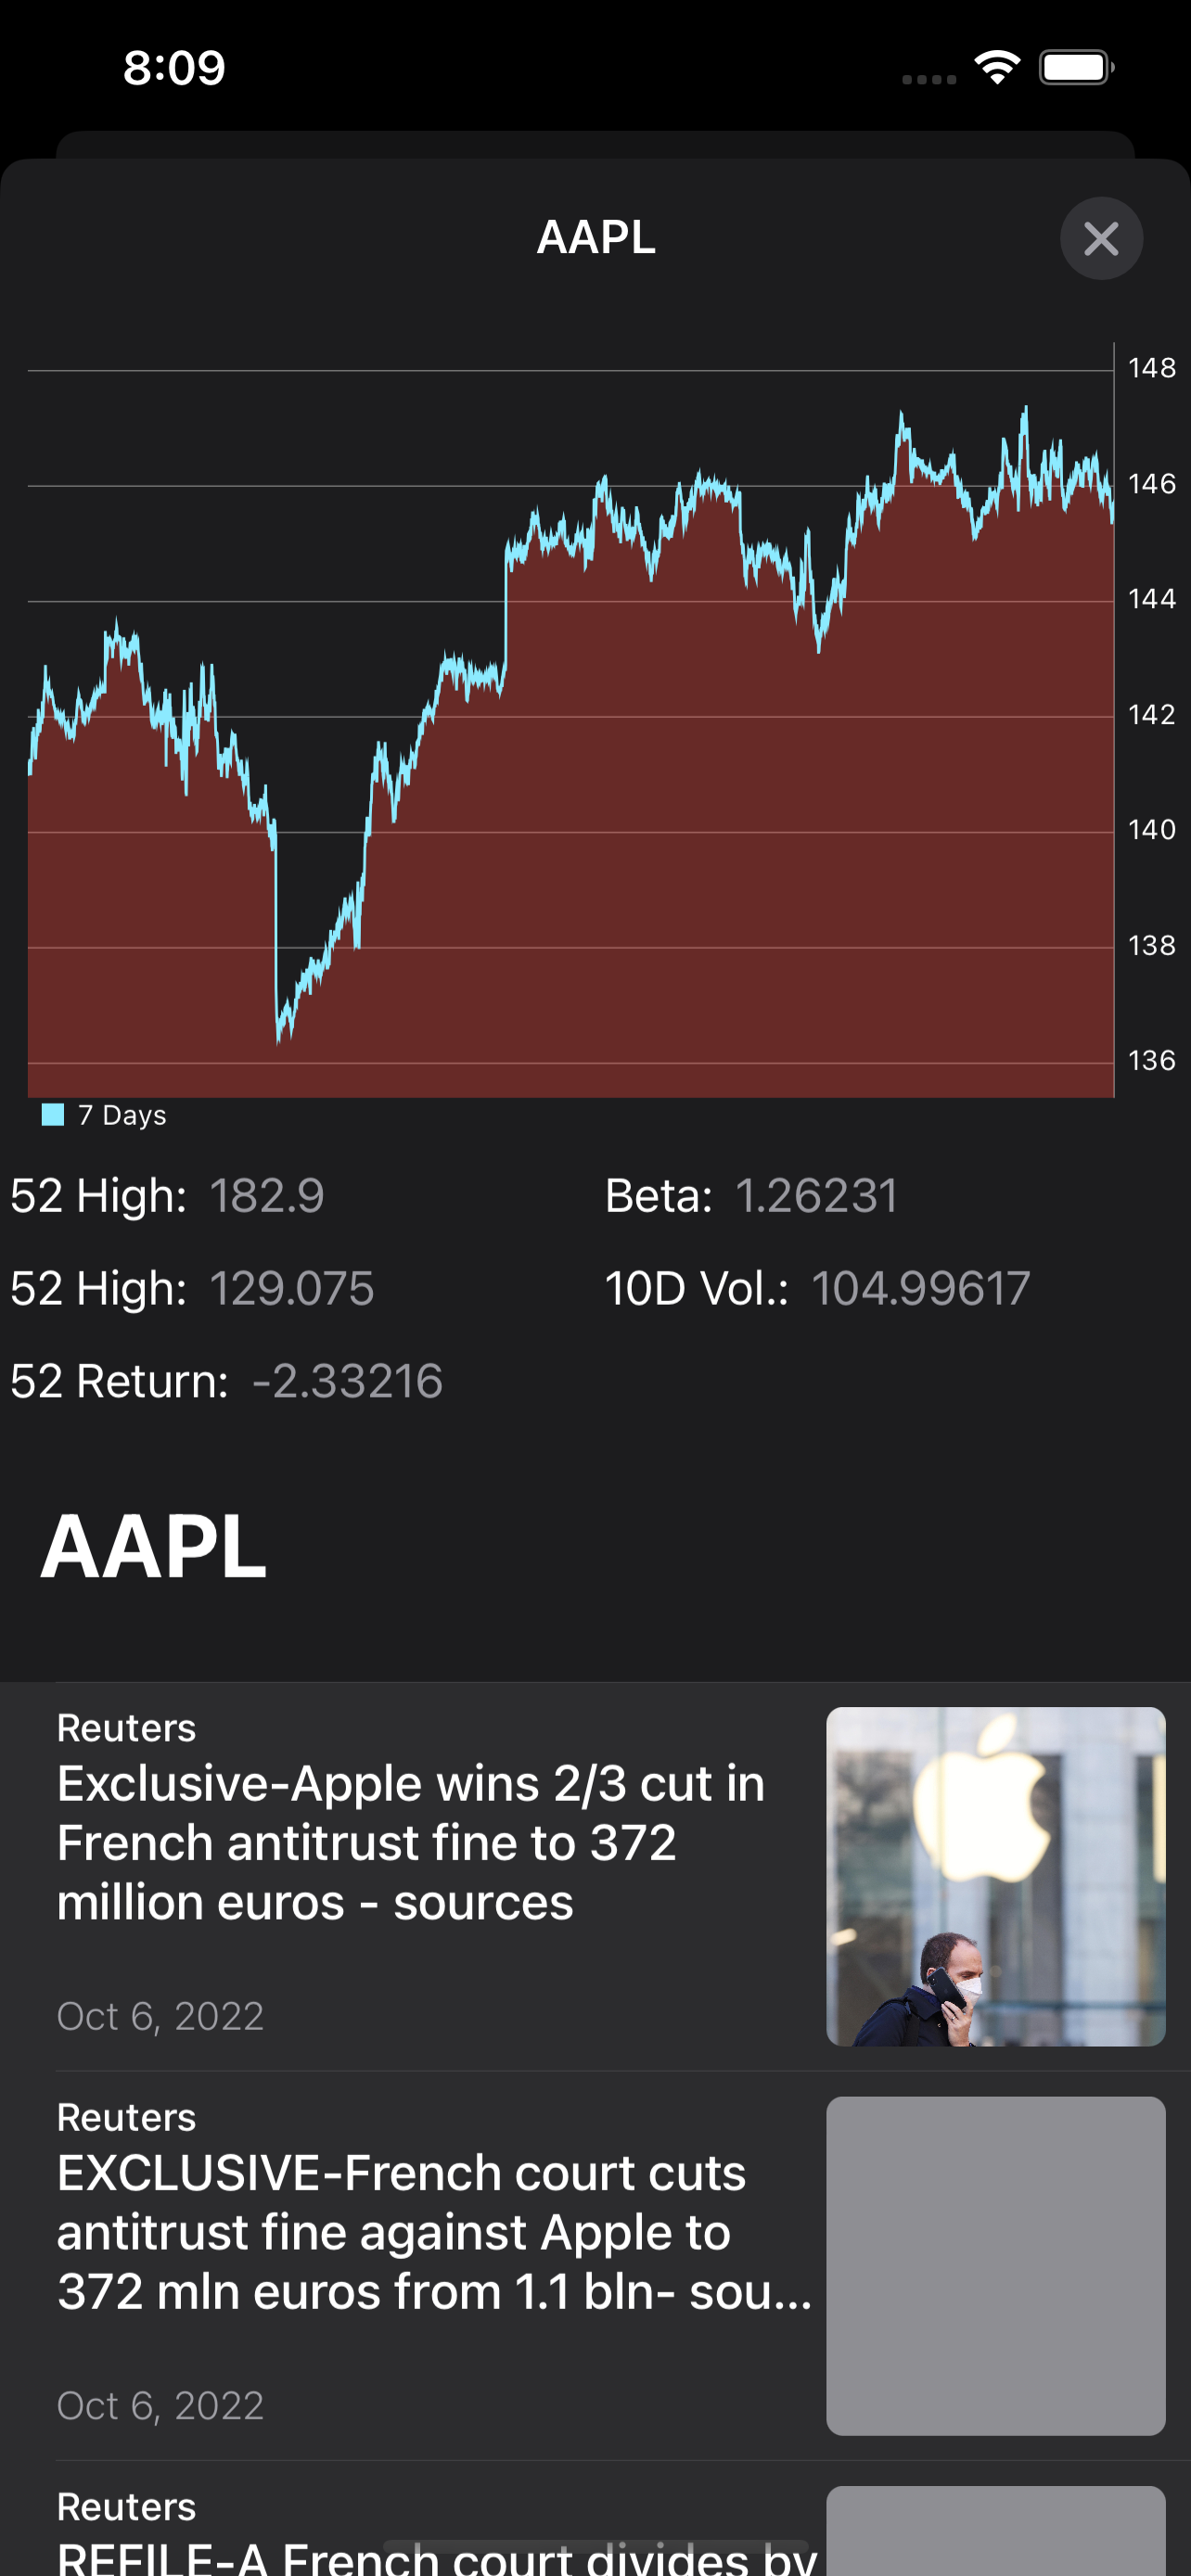 8:09
AAPL
148
146
144
142
140
138
136
7 Days
52 High: 182.9
Beta: 1.26231
52 High: 129.075
10D Vol.: 104.99617
52 Return: -2.33216
AAPL
Reuters
Exclusive-Apple wins 2/3 cut in
French antitrust fine to 372
million euros - sources
Oct 6, 2022
Reuters
EXCLUSIVE-French court cuts
antitrust fine against Apple to
372 mln euros from 1.1 bln- sou...
Oct 6, 2022
Reuters
REFILE-A French court divides by